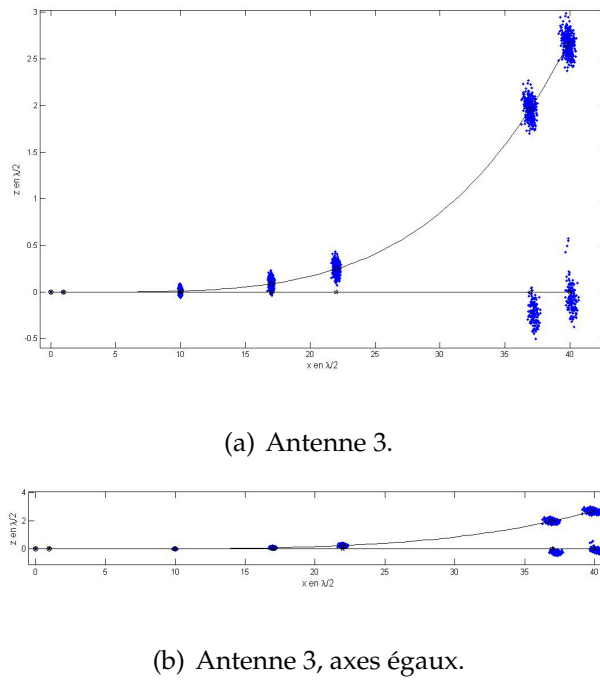 3
2.5
2
1.5
1
0.5
0
-0.5
z en λ/2
0 5 10 15 20 25 30 35 40
x en λ/2
(a) Antenne 3.
4
2
0
z en λ/2
0 5 10 15 20 25 30 35 40
x en λ/2
(b) Antenne 3, axes égaux.